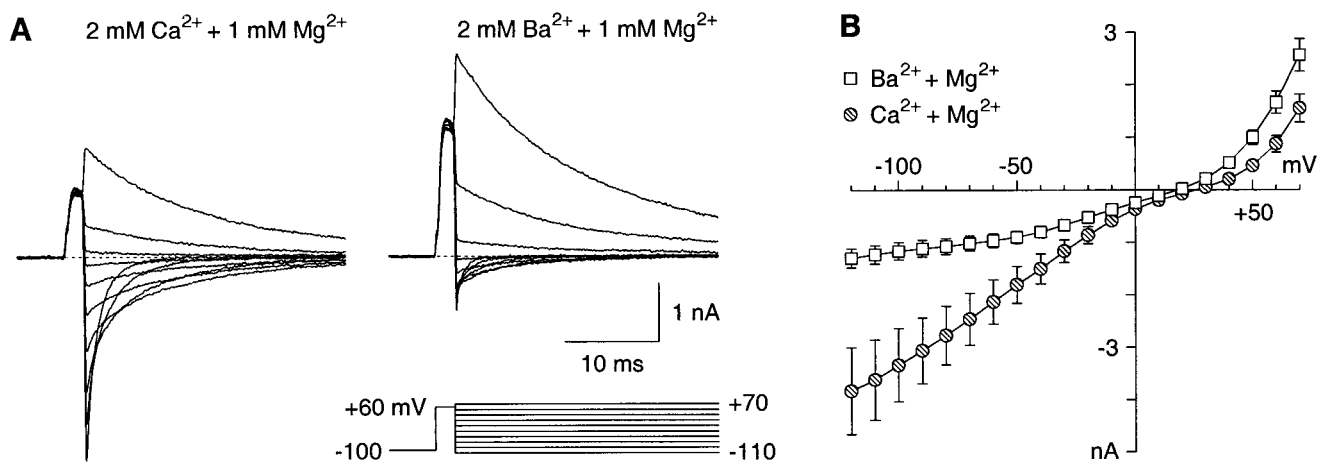 A
2 mM Ca²⁺ + 1 mM Mg²⁺
2 mM Ba²⁺ + 1 mM Mg²⁺
1 nA
10 ms
+60 mV
-100
+70
-110
B
3
Ba²⁺ + Mg²⁺
Ca²⁺ + Mg²⁺
-100
-50
mV
+50
-3
nA